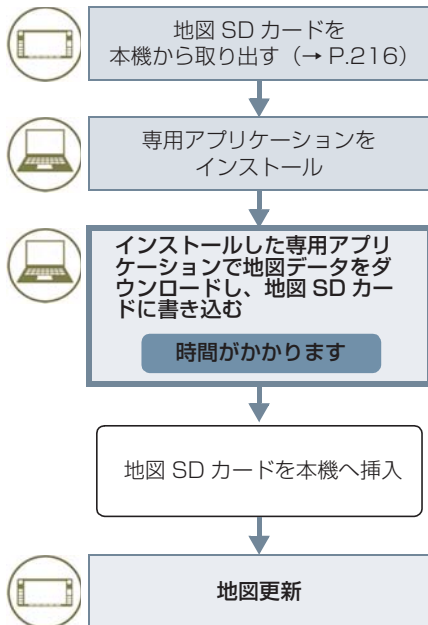 地図 SD カードを
本機から取り出す（→ P.216）
専用アプリケーションを
インストール
インストールした専用アプリ
ケーションで地図データをダ
ウンロードし、地図 SD カー
ドに書き込む
時間がかかります
地図 SD カードを本機へ挿入
地図更新